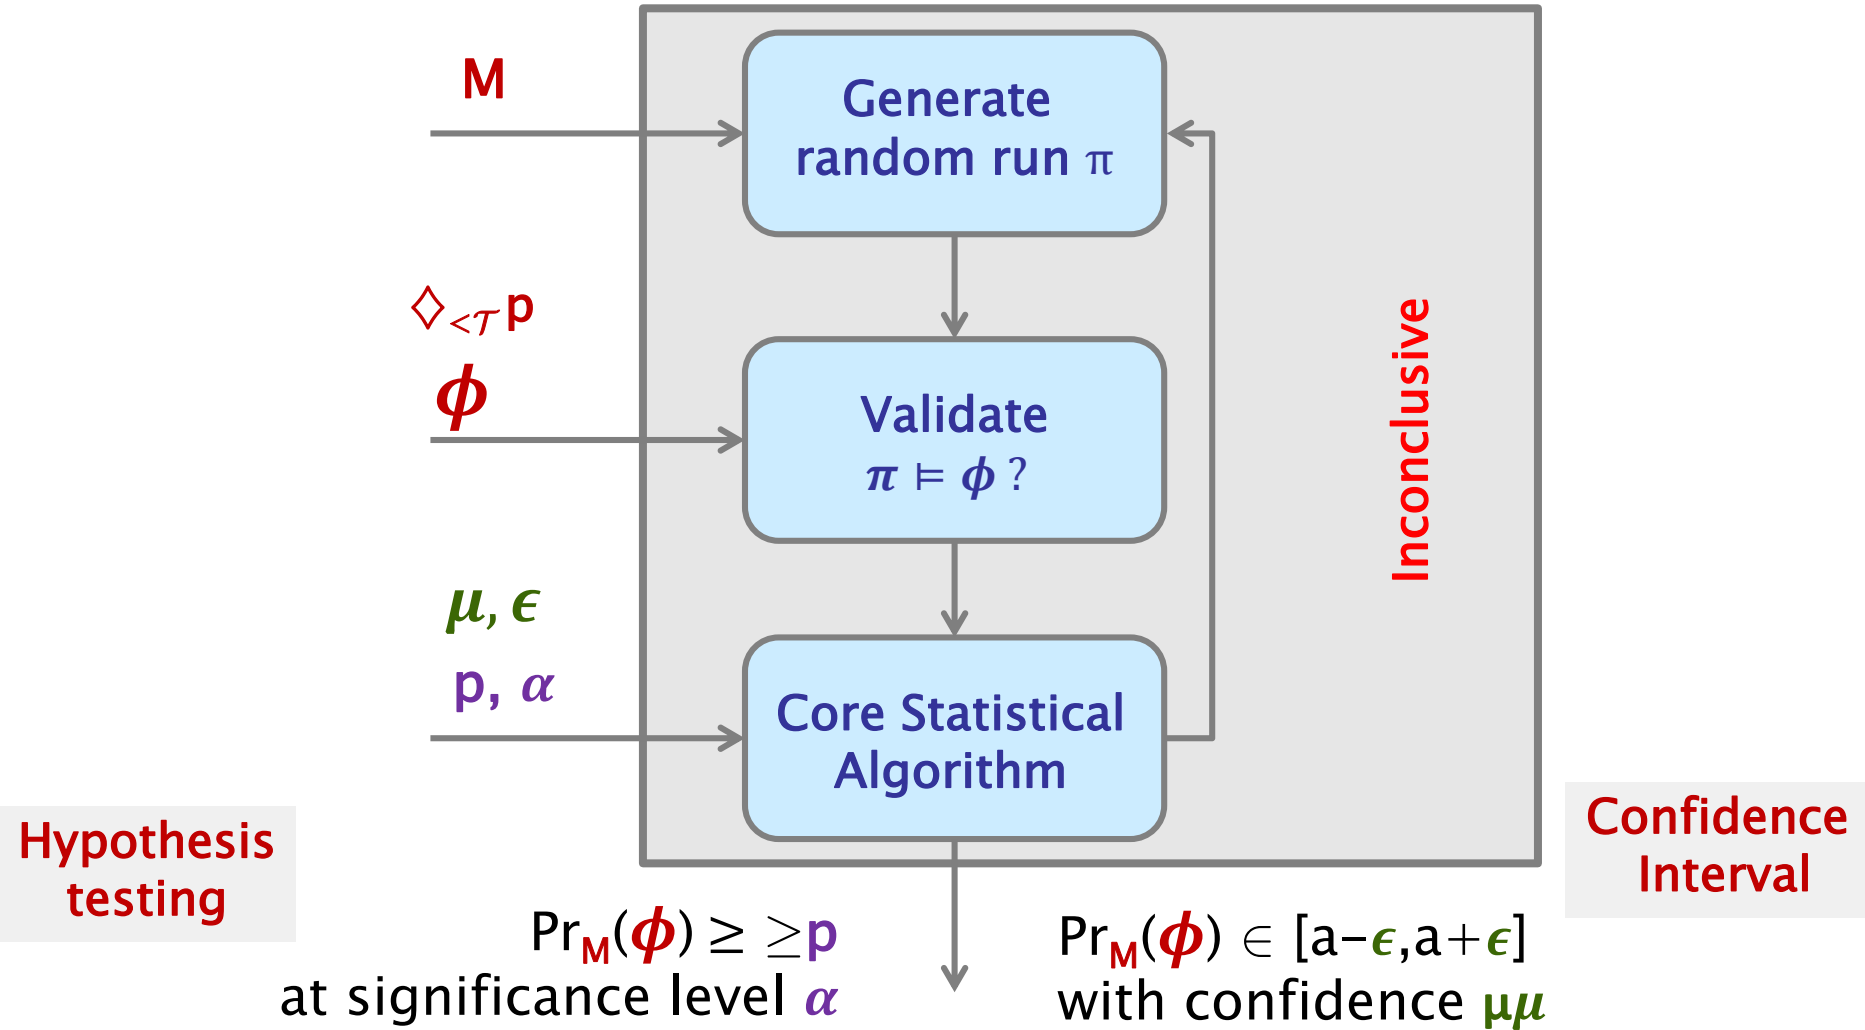 M
Generate
random run π
♢<𝒯 p
ϕ
Validate
π ⊨ ϕ ?
Inconclusive
μ, ϵ
p, α
Core Statistical
Algorithm
Hypothesis
testing
Confidence
Interval
PrM(ϕ) ≥ ≥p
at significance level α
PrM(ϕ) ∈ [a–ϵ,a+ϵ]
with confidence μμ